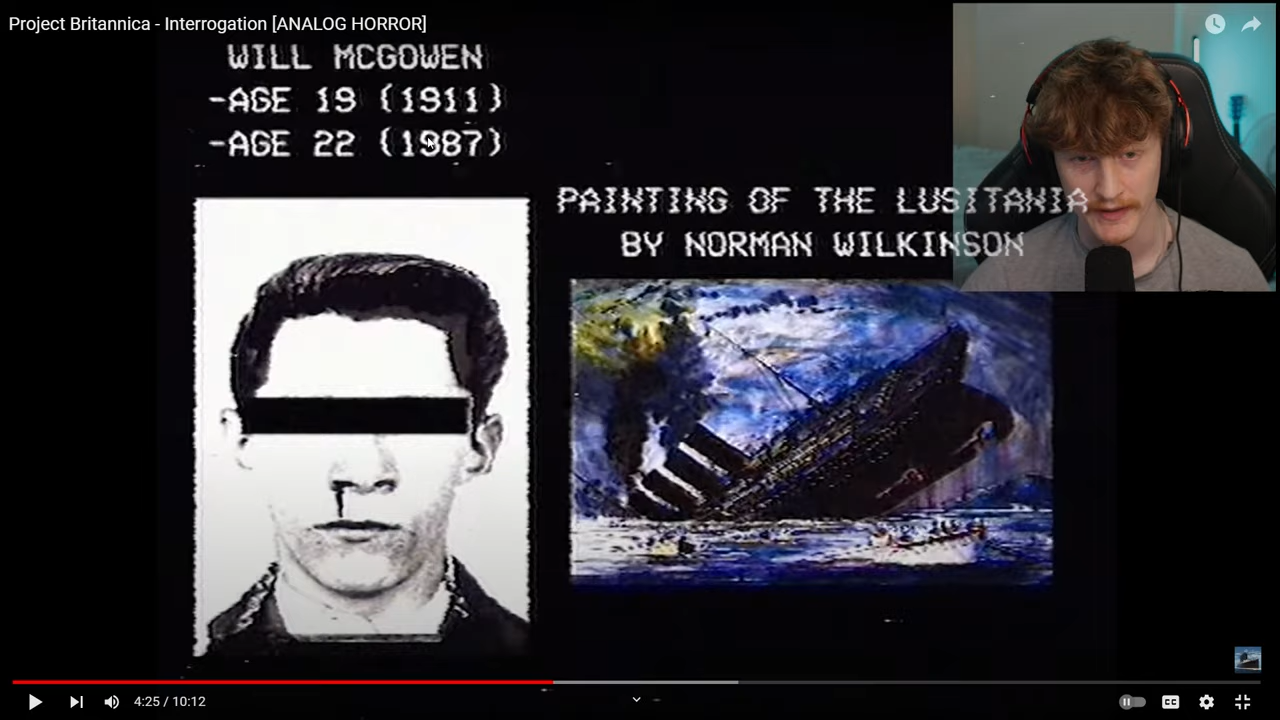 Project Britannica - Interrogation [ANALOG HORROR]
WILL MCGOWEN
-AGE 19 (1911)
-AGE 22 (1987)
PAINTING OF THE LUSITANIA
BY NORMAN WILKINSON
4:25 / 10:12
CC